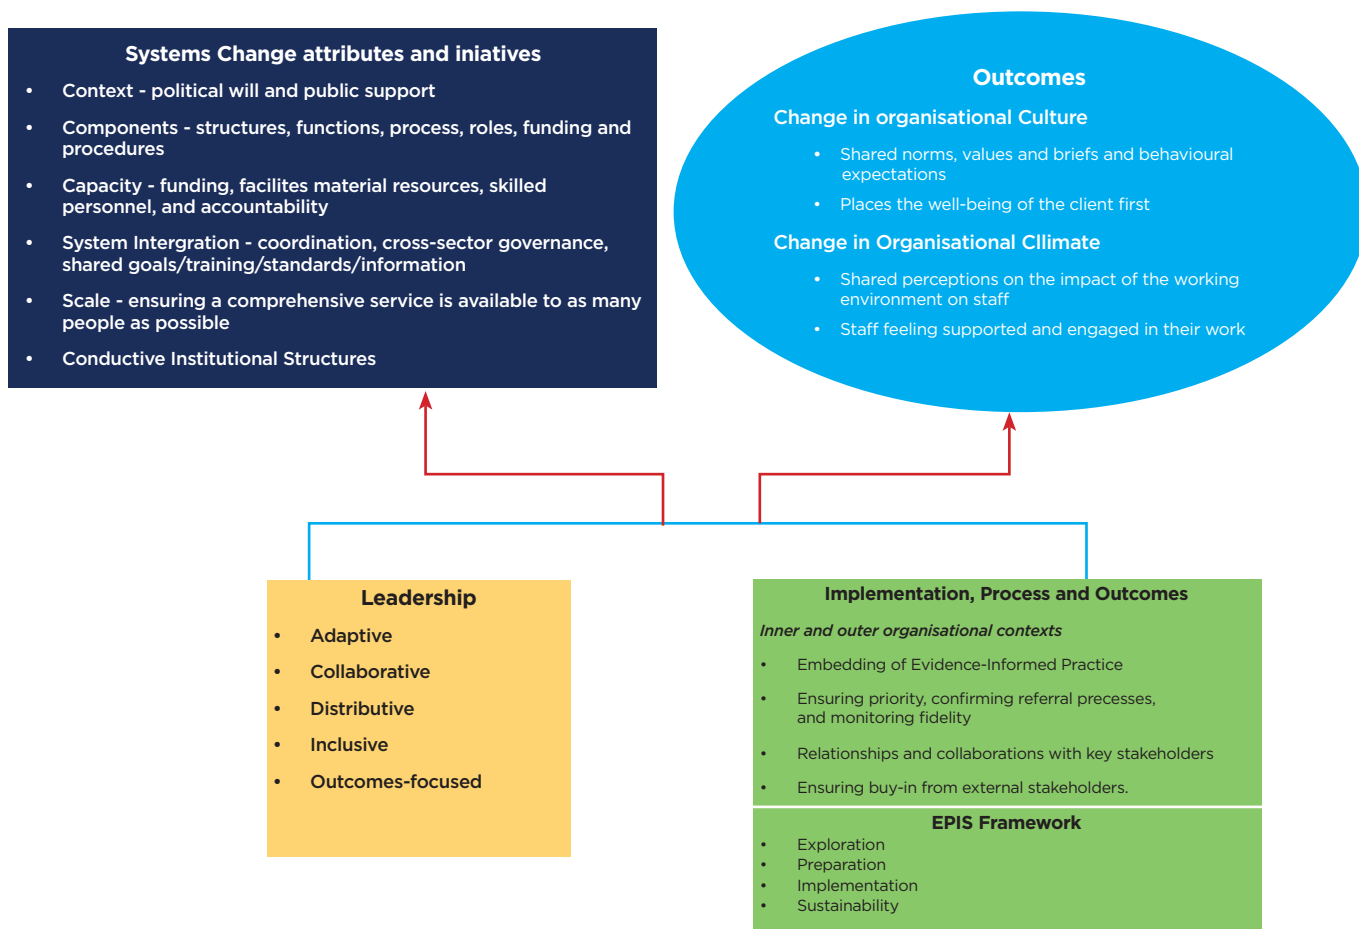 Systems Change attributes and iniatives
• Context - political will and public support
• Components - structures, functions, process, roles, funding and
procedures
• Capacity - funding, facilites material resources, skilled
personnel, and accountability
• System Intergration - coordination, cross-sector governance,
shared goals/training/standards/information
• Scale - ensuring a comprehensive service is available to as many
people as possible
• Conductive Institutional Structures
Outcomes
Change in organisational Culture
• Shared norms, values and briefs and behavioural
expectations
• Places the well-being of the client first
Change in Organisational Cllimate
• Shared perceptions on the impact of the working
environment on staff
• Staff feeling supported and engaged in their work
Leadership
• Adaptive
• Collaborative
• Distributive
• Inclusive
• Outcomes-focused
Implementation, Process and Outcomes
Inner and outer organisational contexts
• Embedding of Evidence-Informed Practice
• Ensuring priority, confirming referral precesses,
and monitoring fidelity
• Relationships and collaborations with key stakeholders
• Ensuring buy-in from external stakeholders.
EPIS Framework
• Exploration
• Preparation
• Implementation
• Sustainability